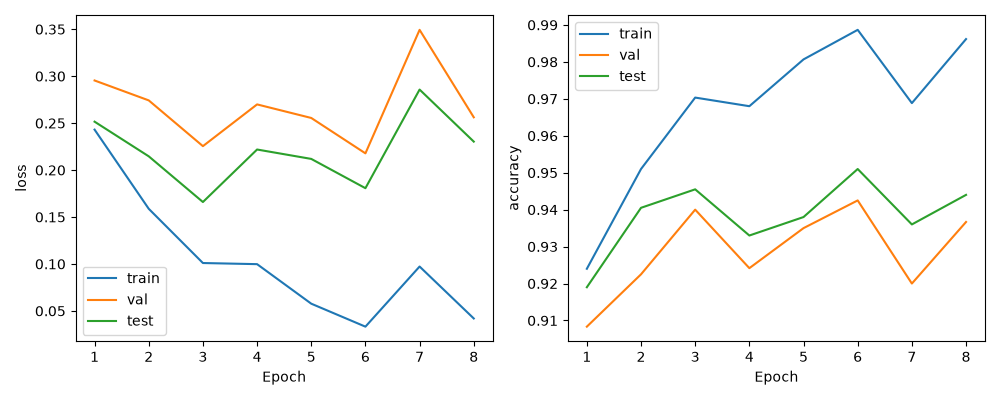 0.35
0.30
0.25
0.20
0.15
0.10
0.05
loss
train
val
test
1 2 3 4 5 6 7 8
Epoch
0.99
0.98
0.97
0.96
0.95
0.94
0.93
0.92
0.91
accuracy
train
val
test
1 2 3 4 5 6 7 8
Epoch